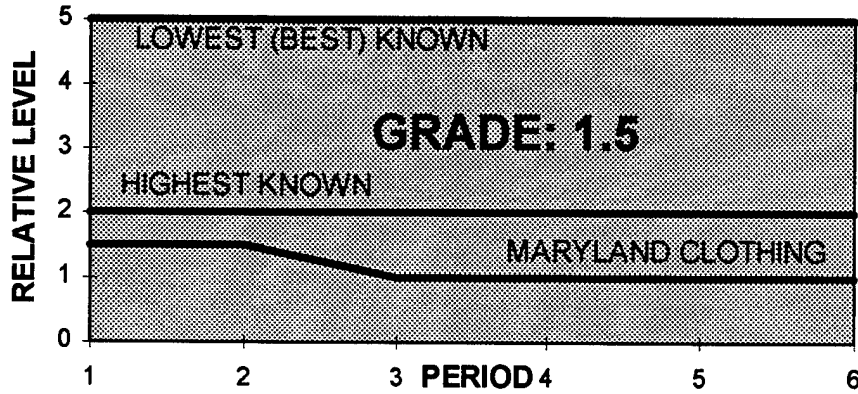 5
LOWEST (BEST) KNOWN
4
GRADE: 1.5
3
HIGHEST KNOWN
2
MARYLAND CLOTHING
1
0
RELATIVE LEVEL
1 2 3 PERIOD 4 5 6